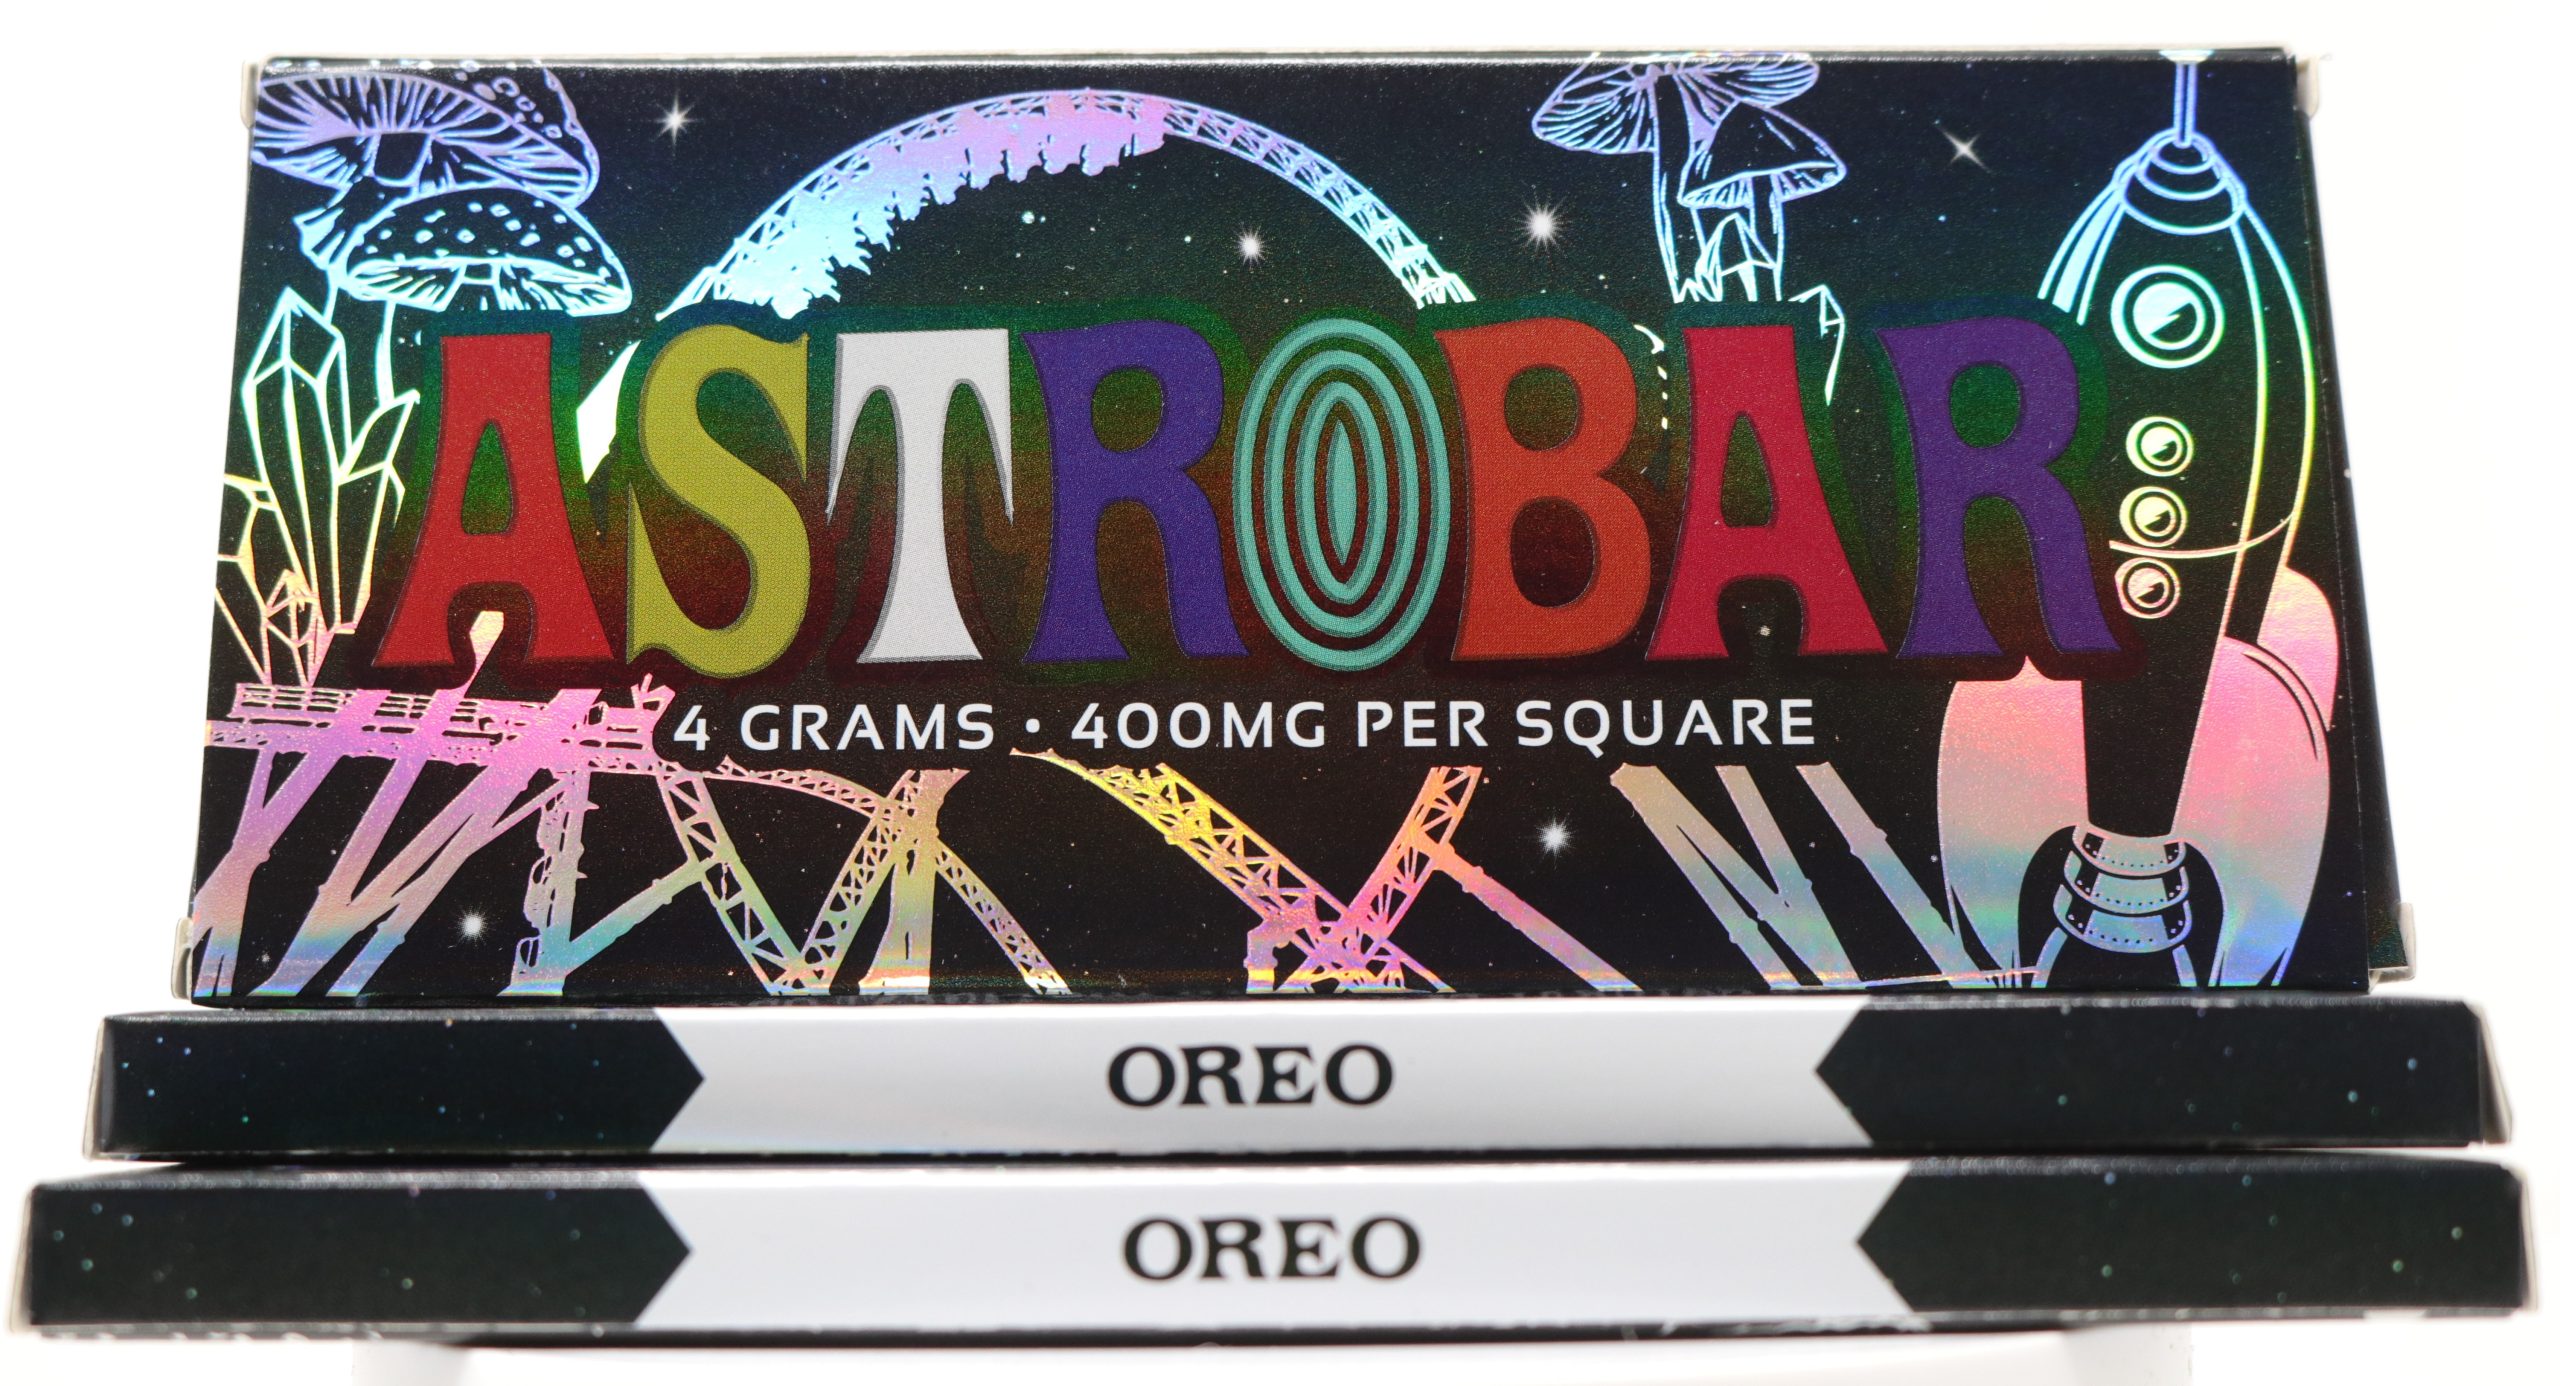 ASTROBAR
4 GRAMS • 400MG PER SQUARE
OREO
OREO